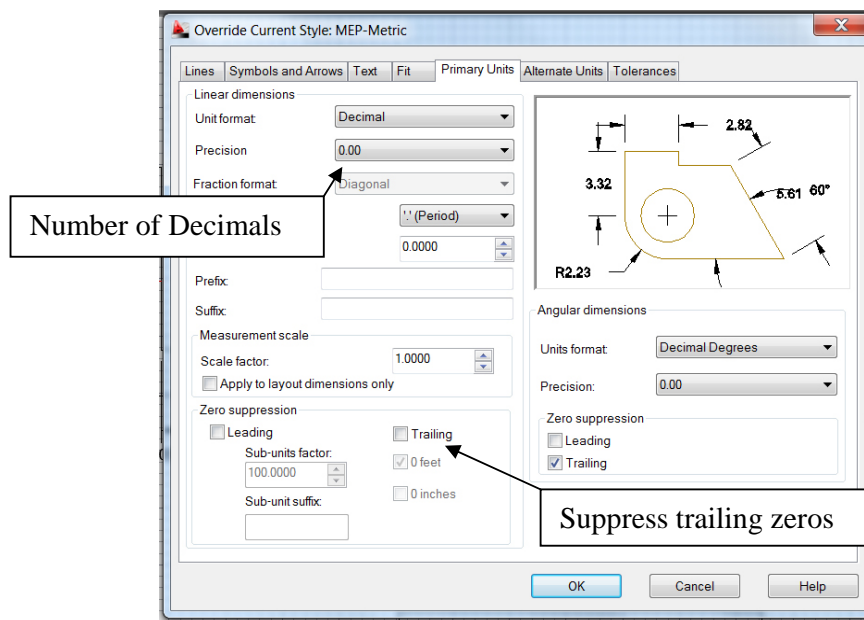 Override Current Style: MEP-Metric
Lines Symbols and Arrows Text Fit Primary Units Alternate Units Tolerances
Linear dimensions
Unit format: Decimal
Precision 0.00
Fraction format: Diagonal
Number of Decimals
'.' (Period)
0.0000
Prefix:
Suffix:
Measurement scale
Scale factor: 1.0000
Apply to layout dimensions only
Zero suppression
Leading
Trailing
Sub-units factor:
100.0000
0 feet
Sub-unit suffix:
0 inches
2.82
3.32
5.61 60°
R2.23
Angular dimensions
Units format: Decimal Degrees
Precision: 0.00
Zero suppression
Leading
Trailing
Suppress trailing zeros
OK Cancel Help